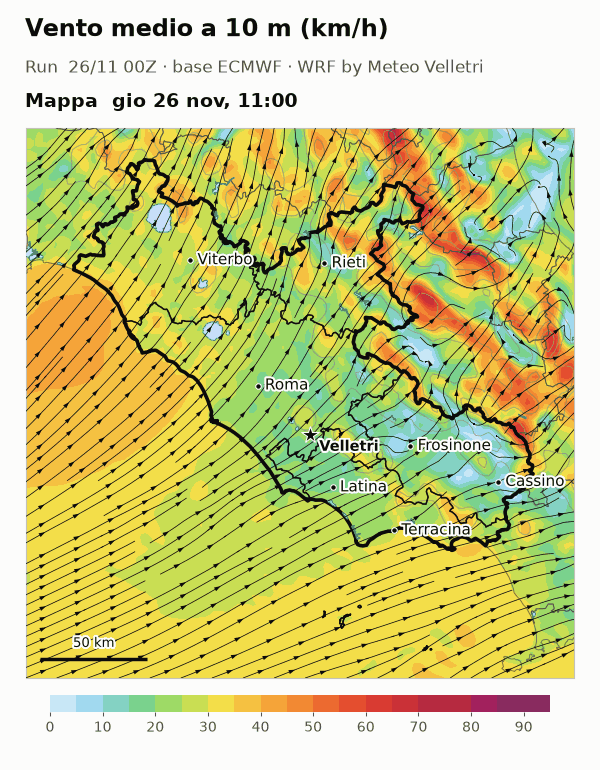 Vento medio a 10 m (km/h)
Run  26/11 00Z · base ECMWF · WRF by Meteo Velletri
Mappa  gio 26 nov, 11:00
Viterbo
Rieti
Roma
Velletri
Frosinone
Latina
Cassino
Terracina
50 km
0 10 20 30 40 50 60 70 80 90